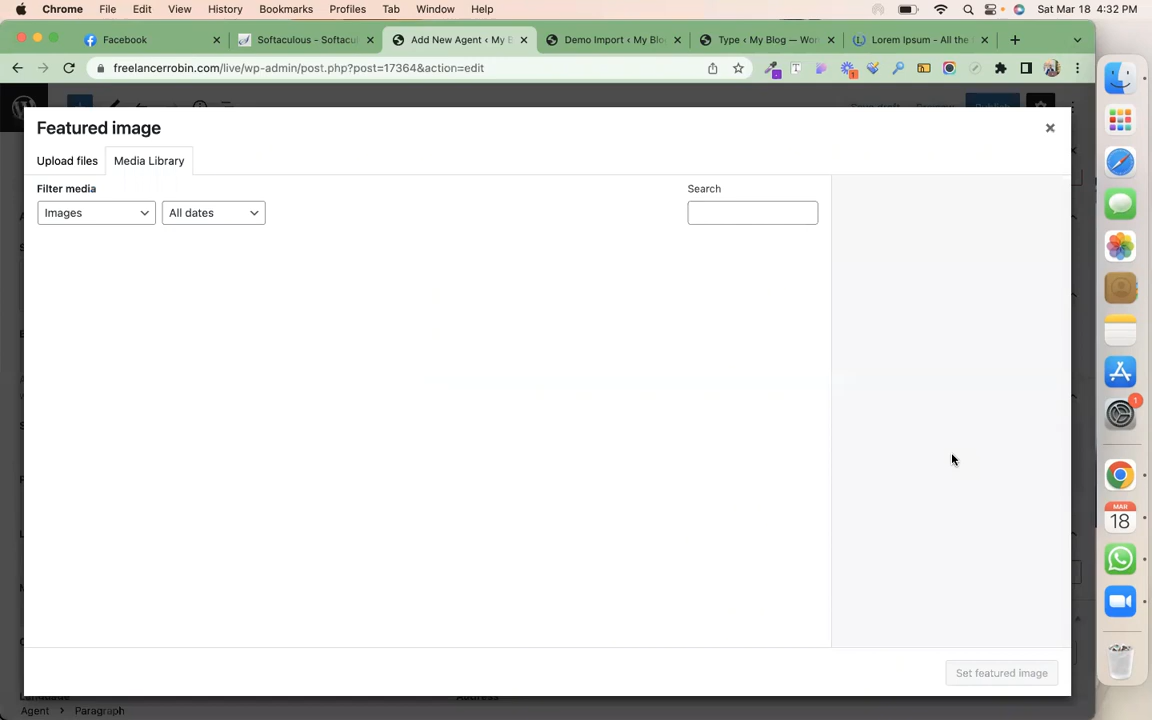 Chrome File Edit View History Bookmarks Profiles Tab Window Help Sat Mar 18 4:32 PM
Facebook Softaculous - Softacul Add New Agent ‹ My B Demo Import ‹ My Blo Type ‹ My Blog — Wor Lorem Ipsum - All the
freelancerrobin.com/live/wp-admin/post.php?post=17364&action=edit
Featured image
Upload files Media Library
Filter media Search
Images All dates
Set featured image
Agent › Paragraph
1
1
MAR
18